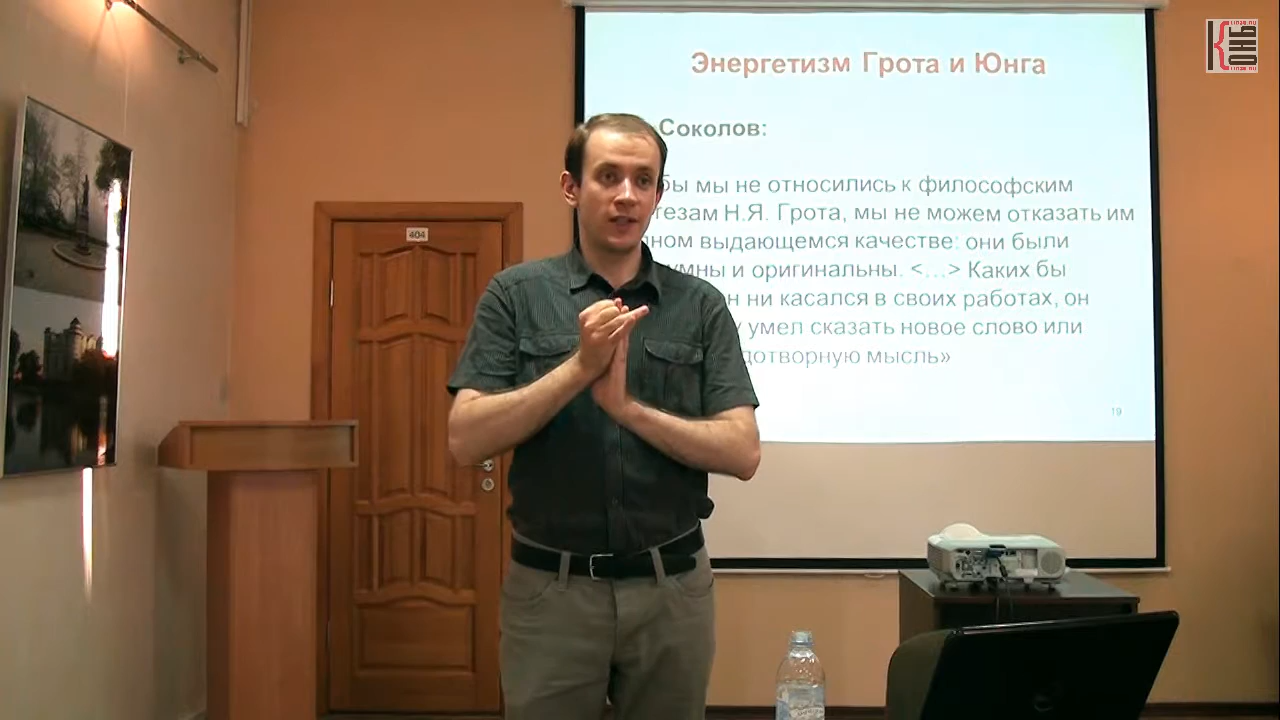 Энергетизм Грота и Юнга
Соколов:
бы мы не относились к философским
тезам Н.Я. Грота, мы не можем отказать им
ном выдающемся качестве: они были
умны и оригинальны. <...> Каких бы
н ни касался в своих работах, он
у умел сказать новое слово или
дотворную мысль»
19
404